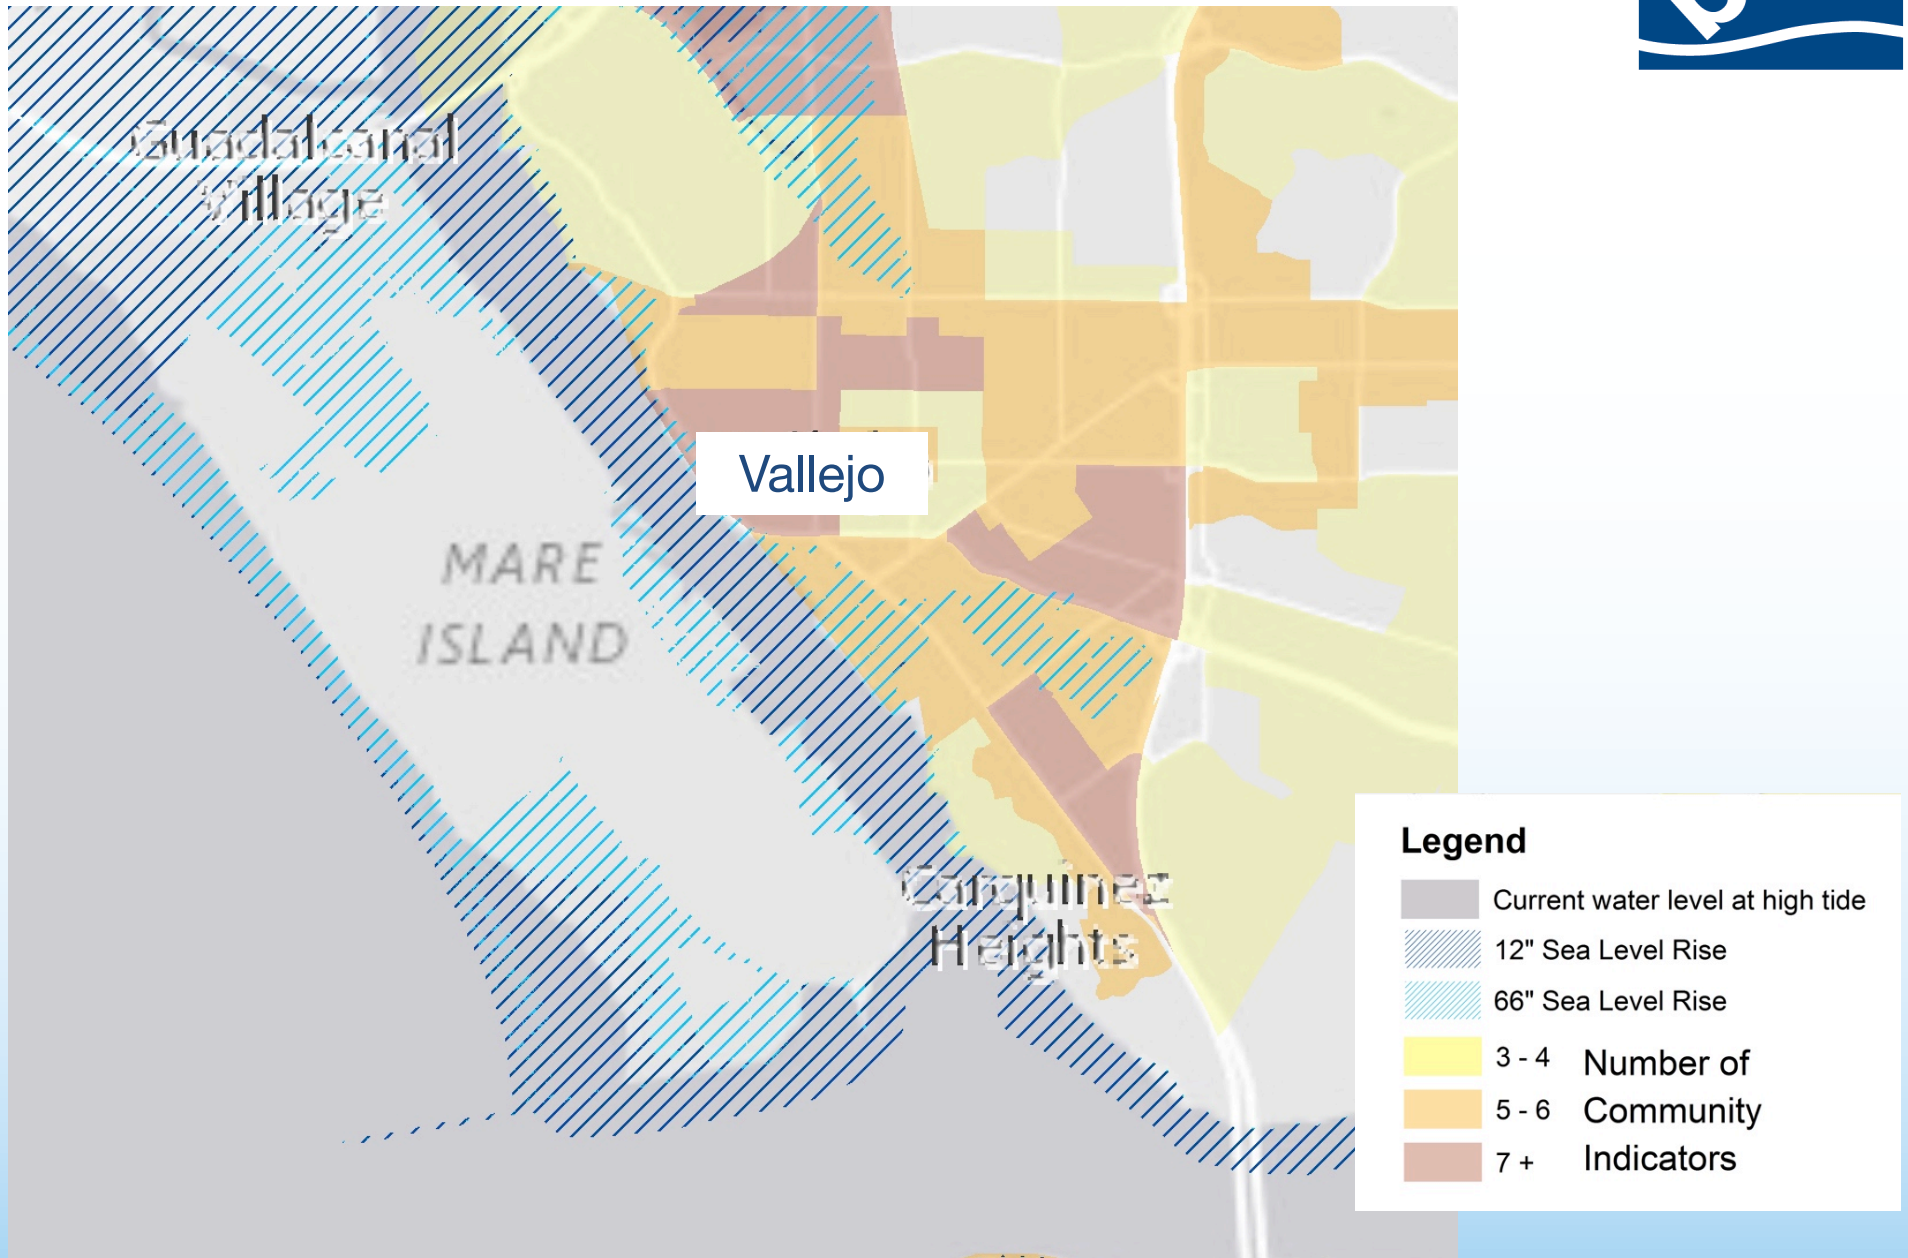 Guadalcanal
Village
Vallejo
MARE
ISLAND
Carquinez
Heights
Legend
Current water level at high tide
12" Sea Level Rise
66" Sea Level Rise
3 - 4
5 - 6
7 +
Number of
Community
Indicators